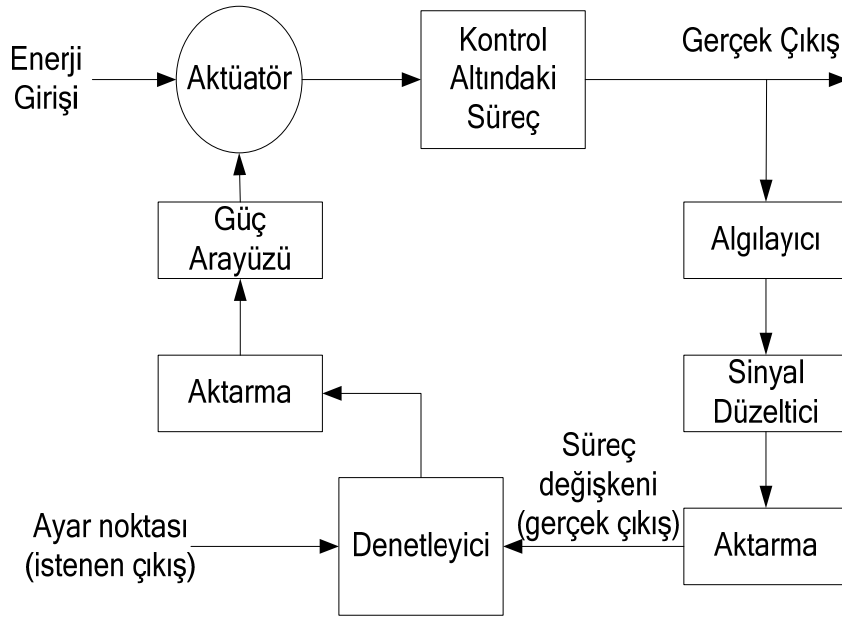 Enerji
Girişi
Aktüatör
Kontrol
Altındaki
Süreç
Gerçek Çıkış
Güç
Arayüzü
Algılayıcı
Aktarma
Sinyal
Düzeltici
Süreç
değişkeni
(gerçek çıkış)
Ayar noktası
(istenen çıkış)
Denetleyici
Aktarma